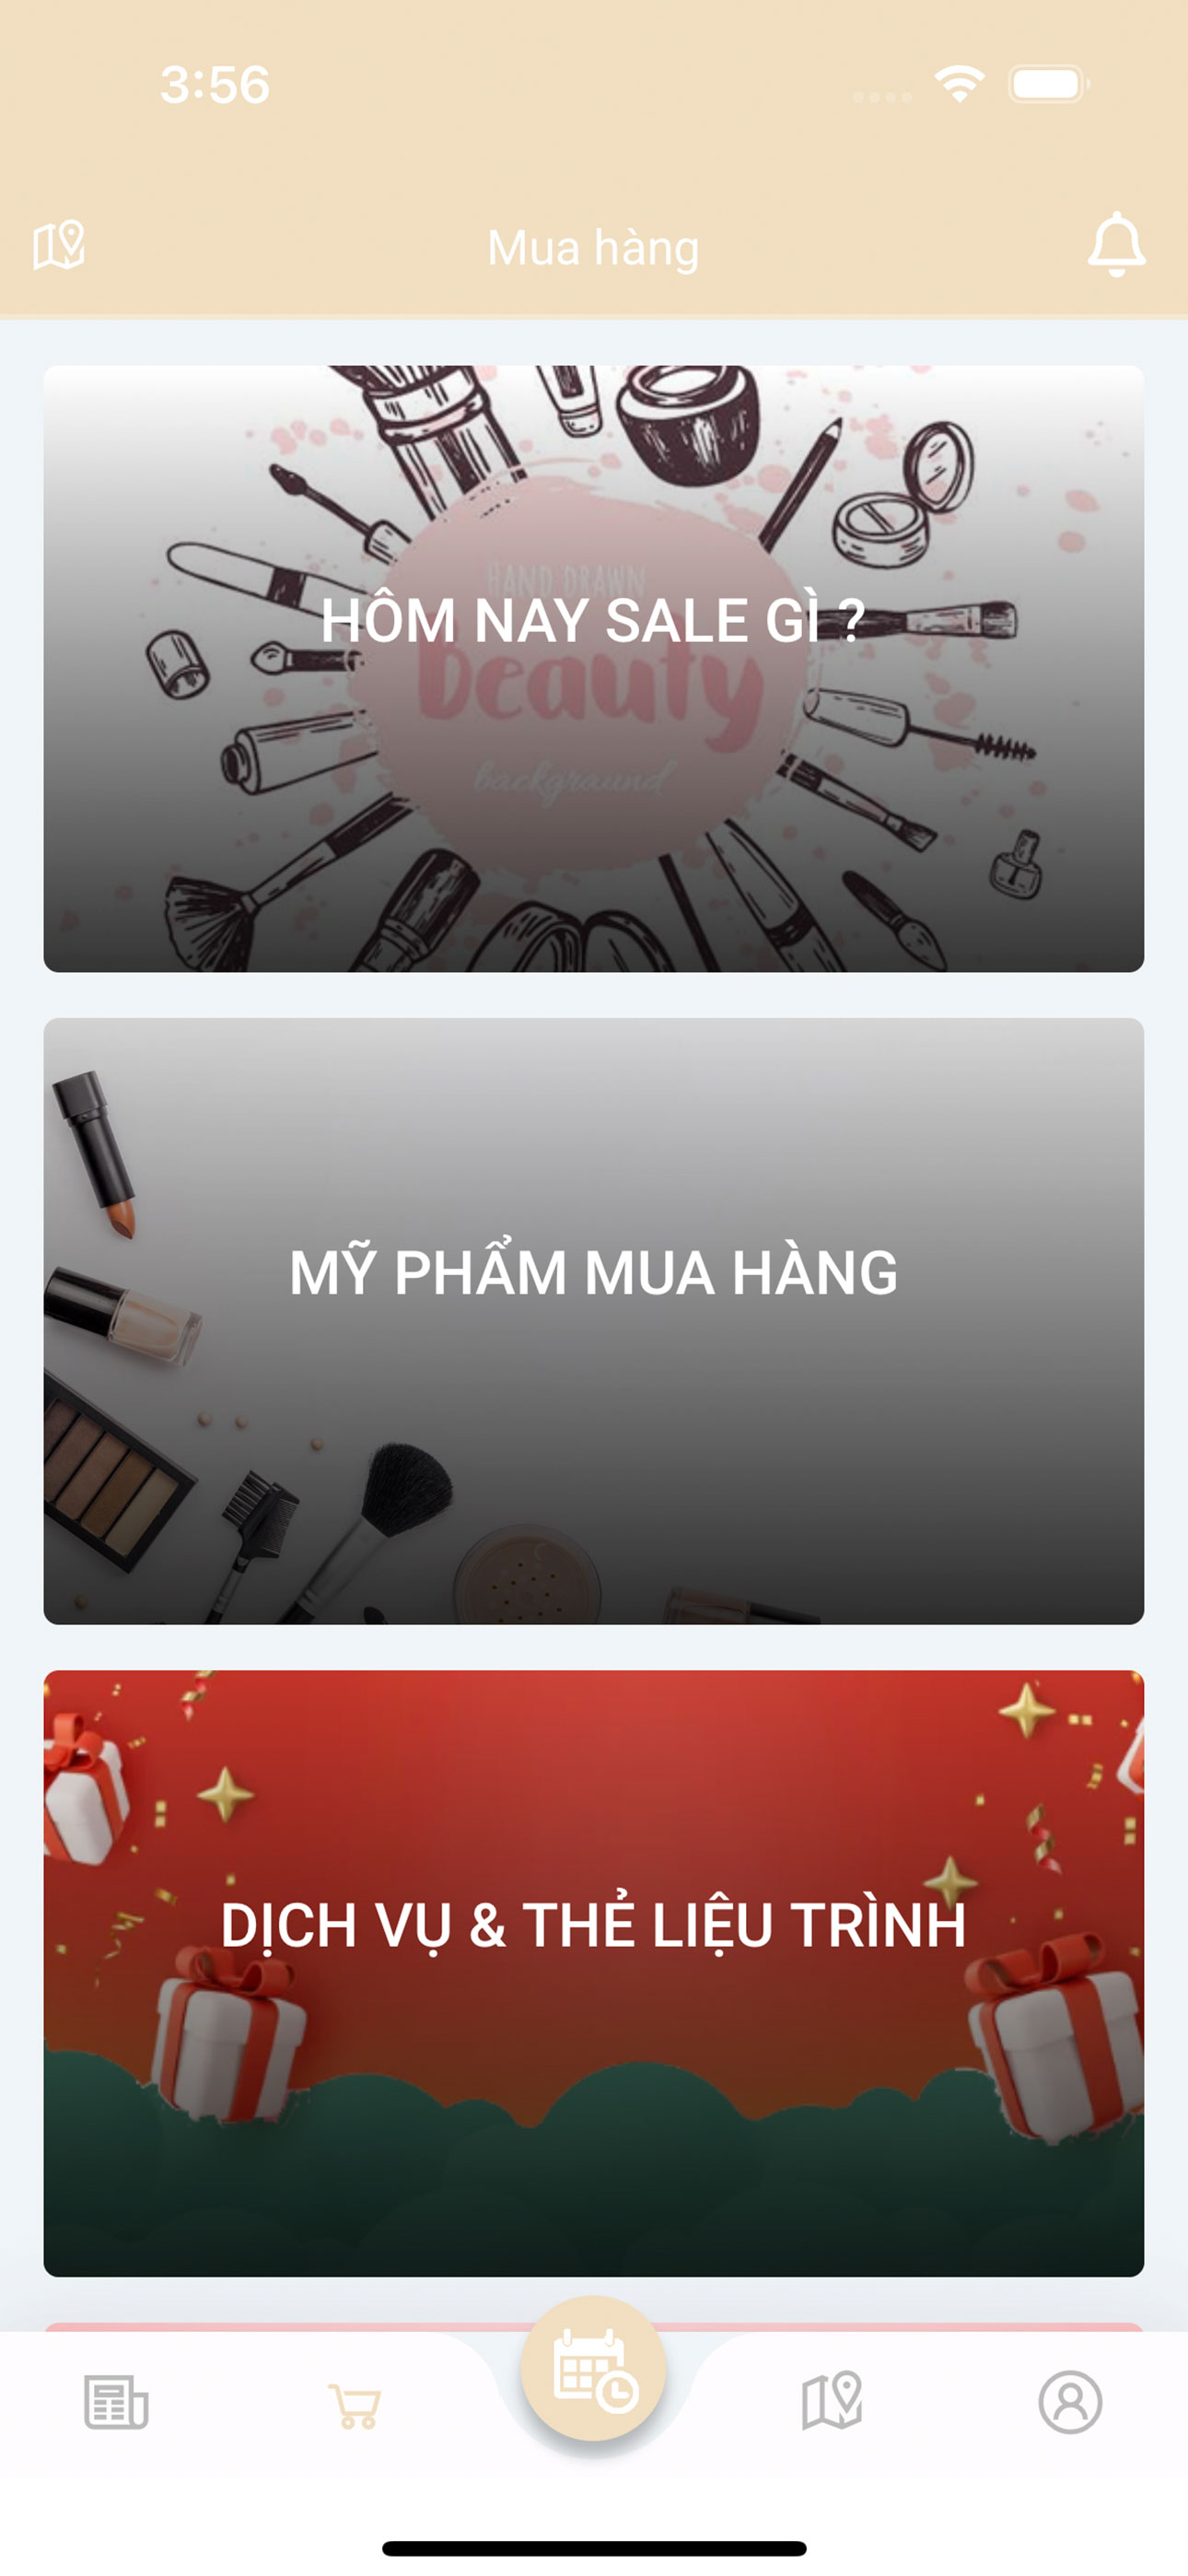 3:56
Mua hàng
HAND DRAWN
HÔM NAY SALE GÌ ?
beauty
backgraund
MỸ PHẨM MUA HÀNG
DỊCH VỤ & THẺ LIỆU TRÌNH